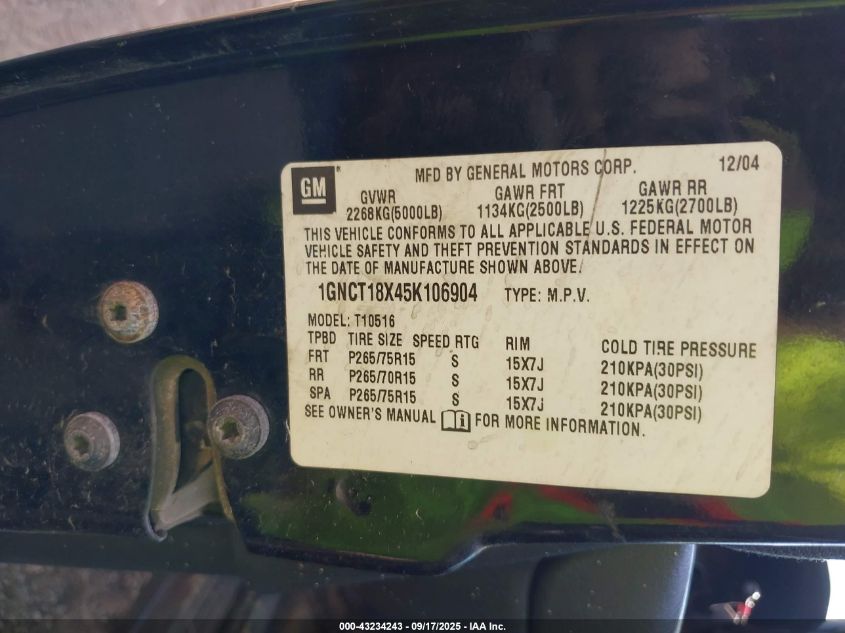 GM ®
MFD BY GENERAL MOTORS CORP. 12/04
GVWR GAWR FRT GAWR RR
2268KG(5000LB) 1134KG(2500LB) 1225KG(2700LB)
THIS VEHICLE CONFORMS TO ALL APPLICABLE U.S. FEDERAL MOTOR
VEHICLE SAFETY AND THEFT PREVENTION STANDARDS IN EFFECT ON
THE DATE OF MANUFACTURE SHOWN ABOVE.
1GNCT18X45K106904 TYPE: M.P.V.
MODEL: T10516
TPBD TIRE SIZE SPEED RTG RIM COLD TIRE PRESSURE
FRT P265/75R15 S 15X7J 210KPA(30PSI)
RR P265/70R15 S 15X7J 210KPA(30PSI)
SPA P265/75R15 S 15X7J 210KPA(30PSI)
SEE OWNER'S MANUAL FOR MORE INFORMATION.
000-43234243 - 09/17/2025 - IAA Inc.